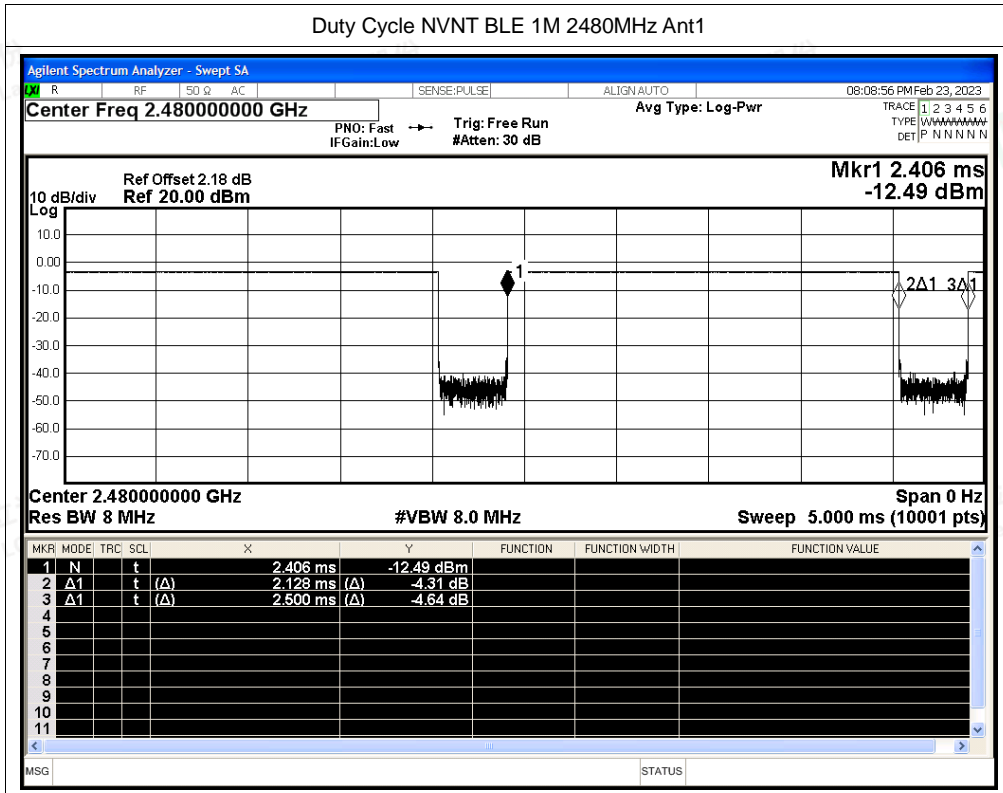 Duty Cycle NVNT BLE 1M 2480MHz Ant1
Agilent Spectrum Analyzer - Swept SA
LXI R RF 50 Ω AC SENSE:PULSE ALIGN AUTO 08:08:56 PM Feb 23, 2023
Center Freq 2.480000000 GHz Avg Type: Log-Pwr TRACE 1 2 3 4 5 6
PNO: Fast Trig: Free Run TYPE WWWWWW
IFGain:Low #Atten: 30 dB DET P N N N N N
Mkr1 2.406 ms
-12.49 dBm
Ref Offset 2.18 dB
10 dB/div Ref 20.00 dBm
Log
10.0
0.00
-10.0
-20.0
-30.0
-40.0
-50.0
-60.0
-70.0
1
2Δ1 3Δ1
Center 2.480000000 GHz Span 0 Hz
Res BW 8 MHz #VBW 8.0 MHz Sweep 5.000 ms (10001 pts)
MKR MODE TRC SCL X Y FUNCTION FUNCTION WIDTH FUNCTION VALUE
1 N t 2.406 ms -12.49 dBm
2 Δ1 t (Δ) 2.128 ms (Δ) -4.31 dB
3 Δ1 t (Δ) 2.500 ms (Δ) -4.64 dB
4
5
6
7
8
9
10
11
MSG STATUS